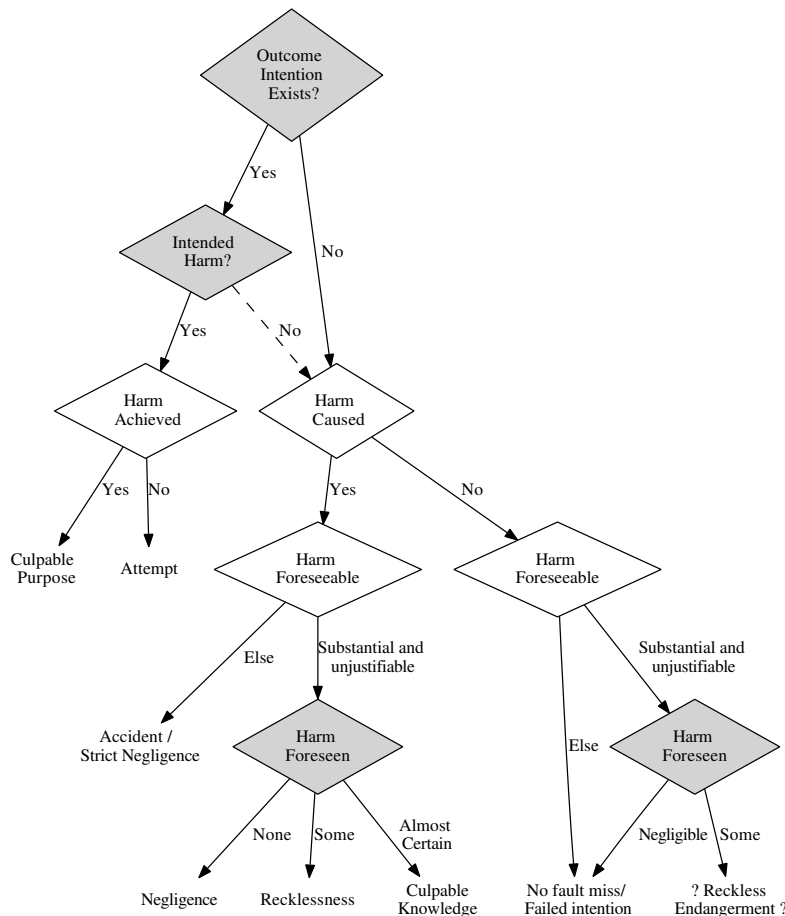 Outcome
Intention
Exists?
Yes
Intended
Harm?
No
Yes
No
Harm
Achieved
Harm
Caused
Yes
No
Yes
No
Culpable
Purpose
Attempt
Harm
Foreseeable
Harm
Foreseeable
Else
Substantial and
unjustifiable
Substantial and
unjustifiable
Accident /
Strict Negligence
Harm
Foreseen
Else
Harm
Foreseen
None
Some
Almost
Certain
Negligible
Some
Negligence
Recklessness
Culpable
Knowledge
No fault miss/
Failed intention
? Reckless
Endangerment ?